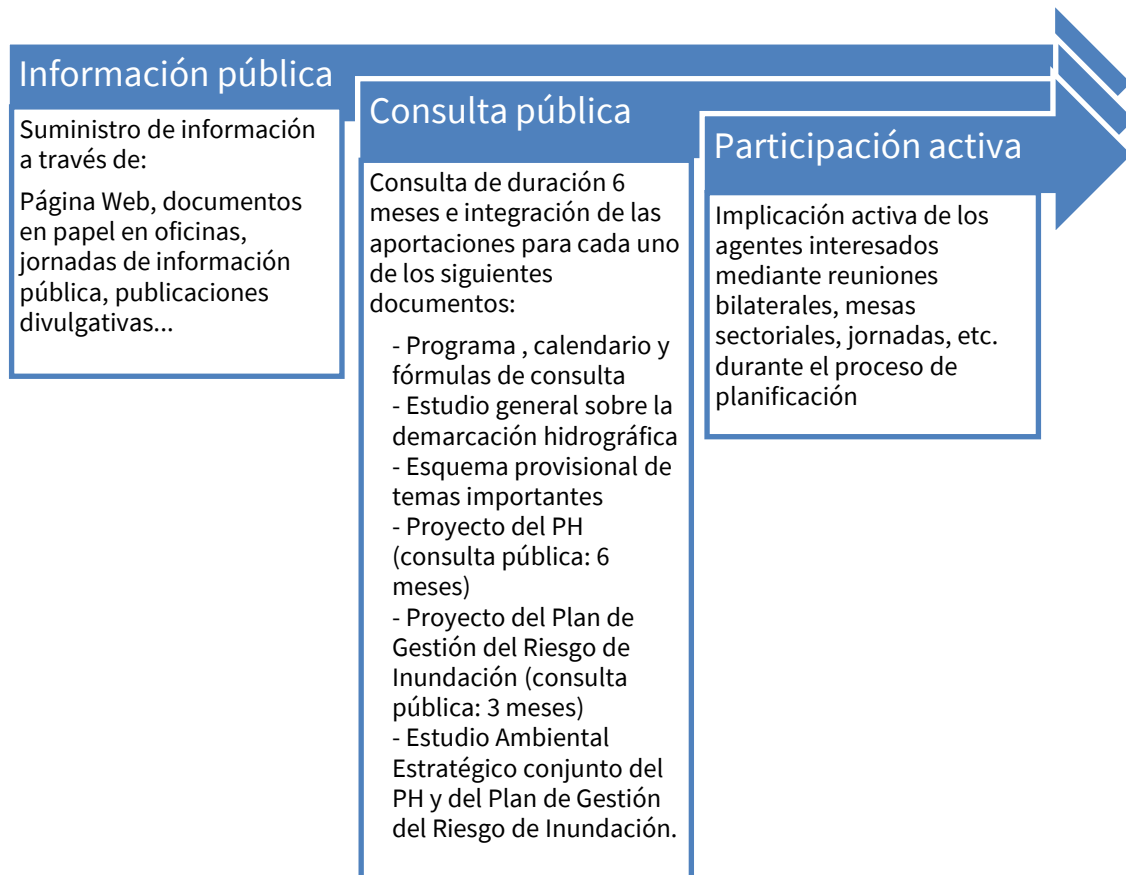 Información pública
Suministro de información
a través de:
Página Web, documentos
en papel en oficinas,
jornadas de información
pública, publicaciones
divulgativas...
Consulta pública
Consulta de duración 6
meses e integración de las
aportaciones para cada uno
de los siguientes
documentos:
- Programa , calendario y
fórmulas de consulta
- Estudio general sobre la
demarcación hidrográfica
- Esquema provisional de
temas importantes
- Proyecto del PH
(consulta pública: 6
meses)
- Proyecto del Plan de
Gestión del Riesgo de
Inundación (consulta
pública: 3 meses)
- Estudio Ambiental
Estratégico conjunto del
PH y del Plan de Gestión
del Riesgo de Inundación.
Participación activa
Implicación activa de los
agentes interesados
mediante reuniones
bilaterales, mesas
sectoriales, jornadas, etc.
durante el proceso de
planificación